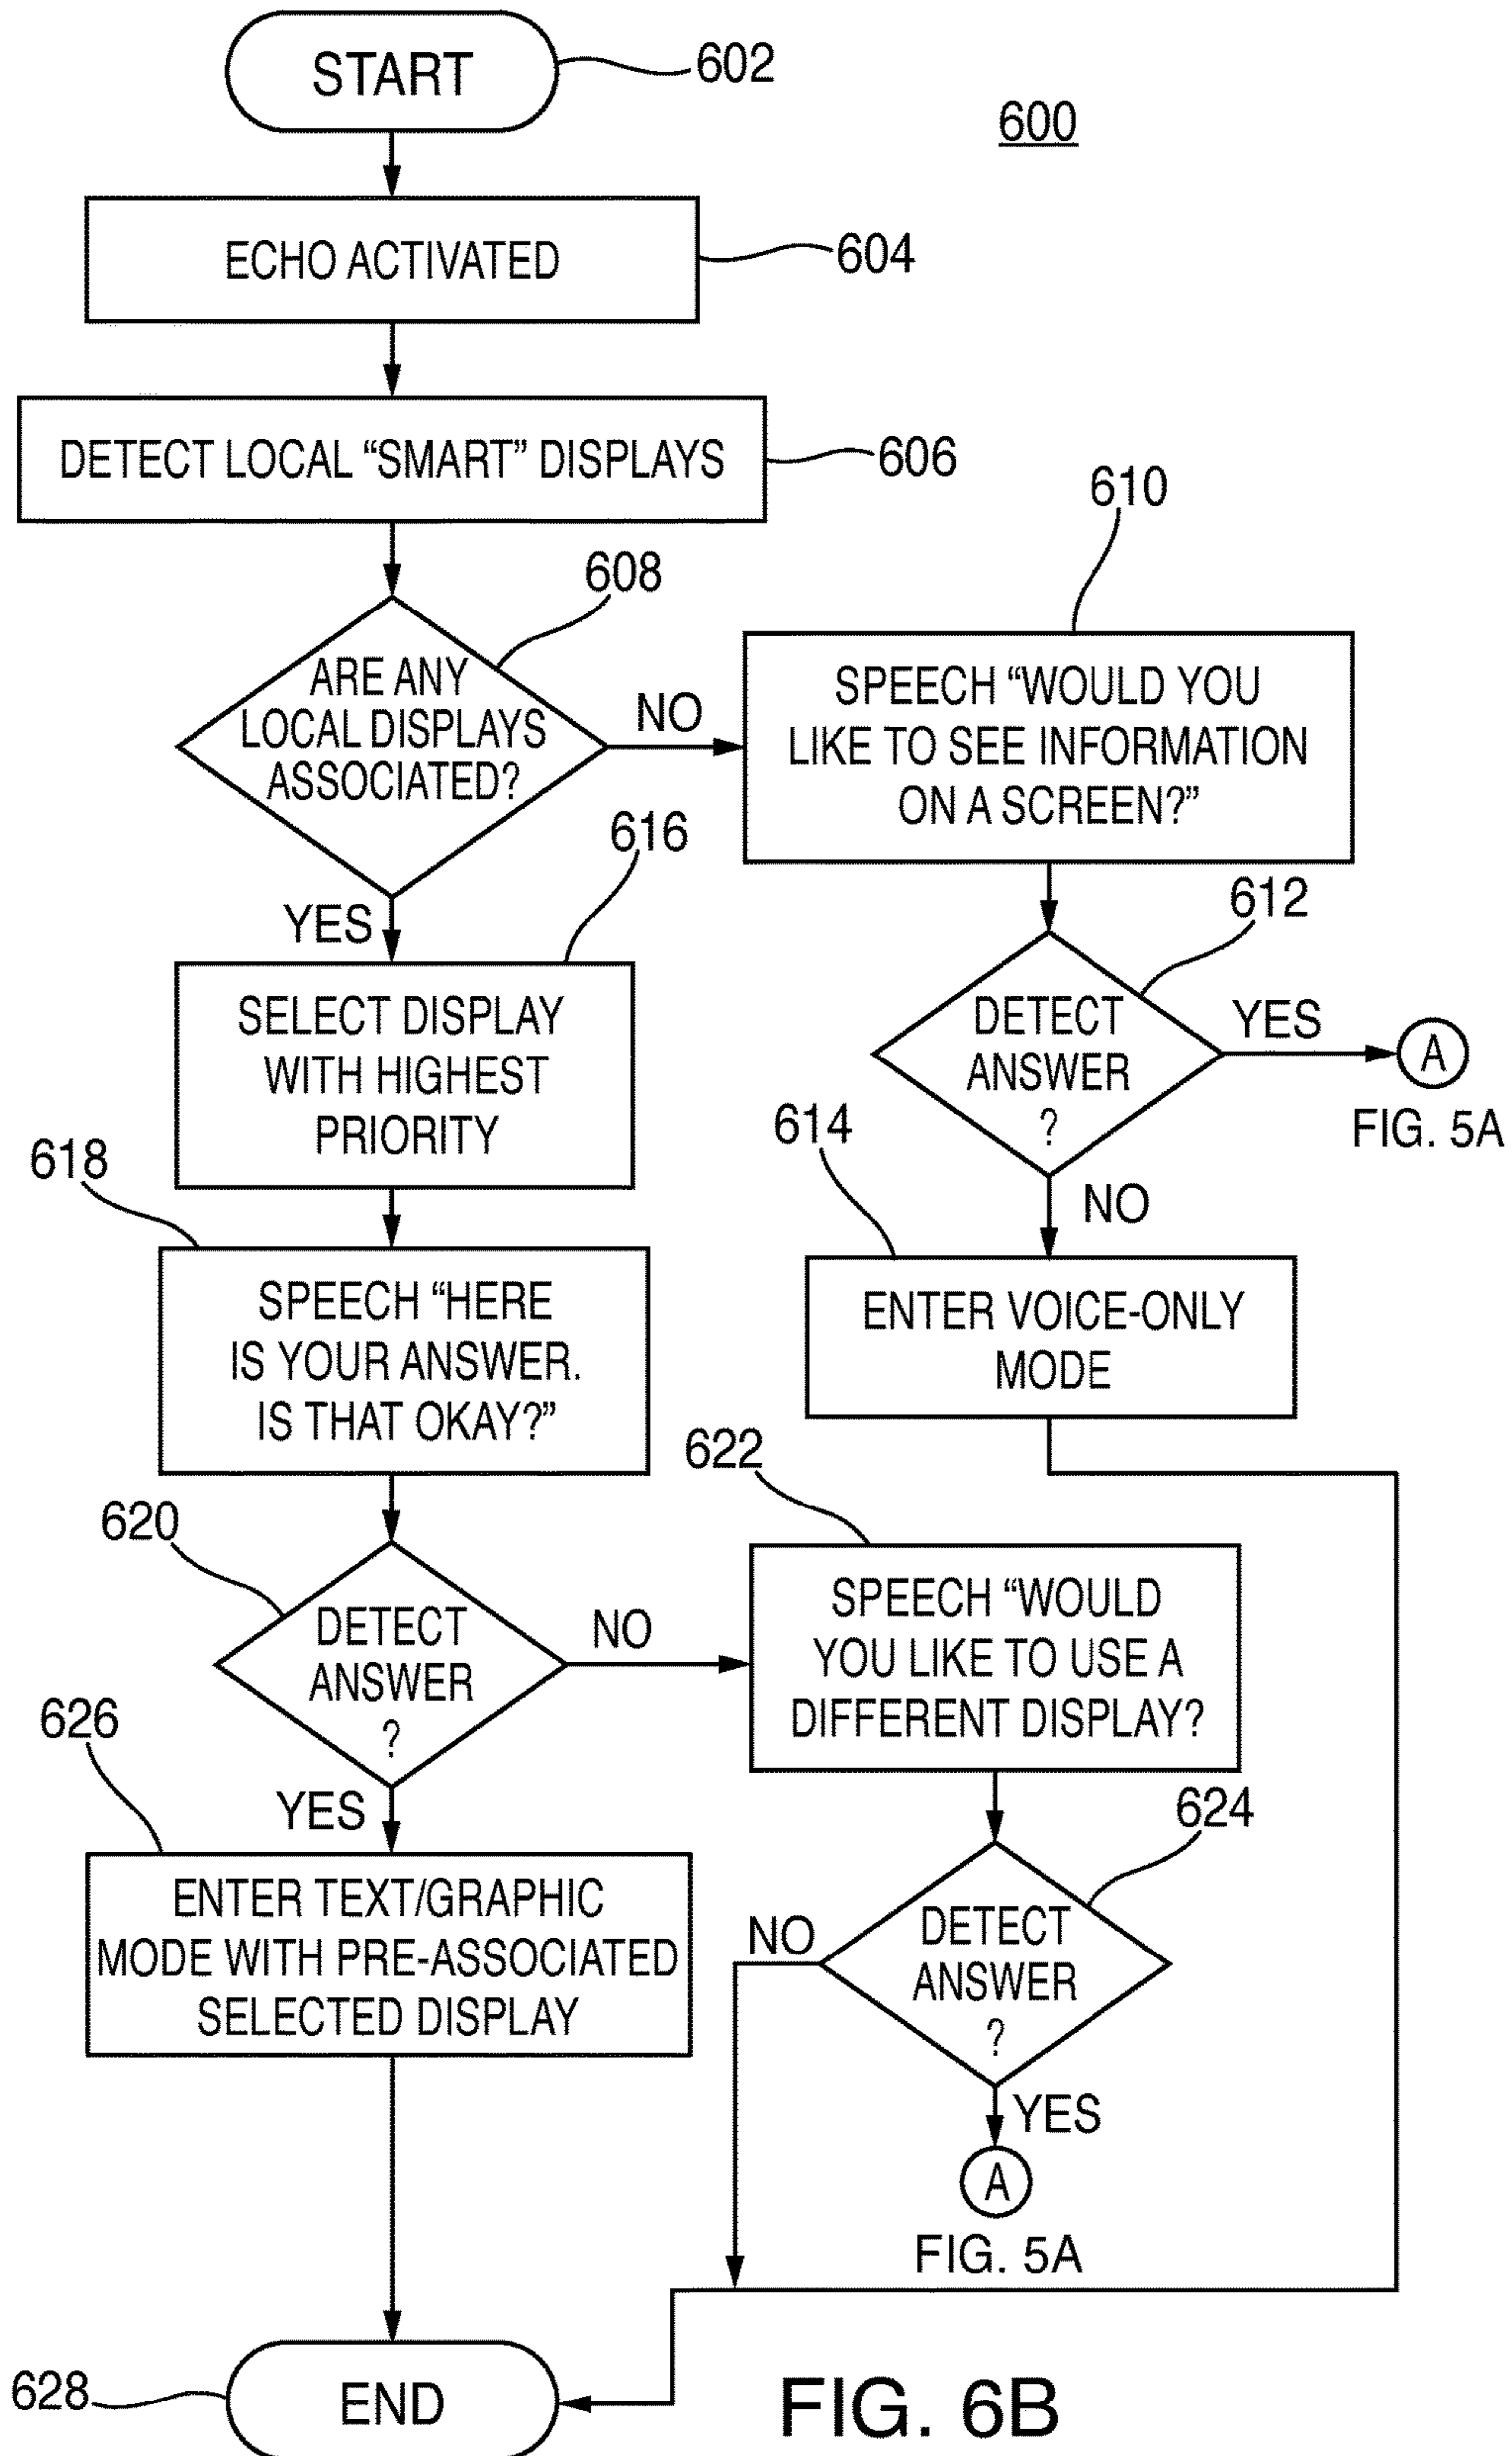 START
602
600
ECHO ACTIVATED
604
DETECT LOCAL “SMART” DISPLAYS
606
608
610
ARE ANY
LOCAL DISPLAYS
ASSOCIATED?
NO
YES
SPEECH “WOULD YOU
LIKE TO SEE INFORMATION
ON A SCREEN?”
612
DETECT
ANSWER
?
YES
A
FIG. 5A
NO
614
ENTER VOICE-ONLY
MODE
616
SELECT DISPLAY
WITH HIGHEST
PRIORITY
618
SPEECH “HERE
IS YOUR ANSWER.
IS THAT OKAY?”
620
DETECT
ANSWER
?
NO
YES
622
SPEECH “WOULD
YOU LIKE TO USE A
DIFFERENT DISPLAY?
624
DETECT
ANSWER
?
NO
YES
A
FIG. 5A
626
ENTER TEXT/GRAPHIC
MODE WITH PRE-ASSOCIATED
SELECTED DISPLAY
628
END
FIG. 6B